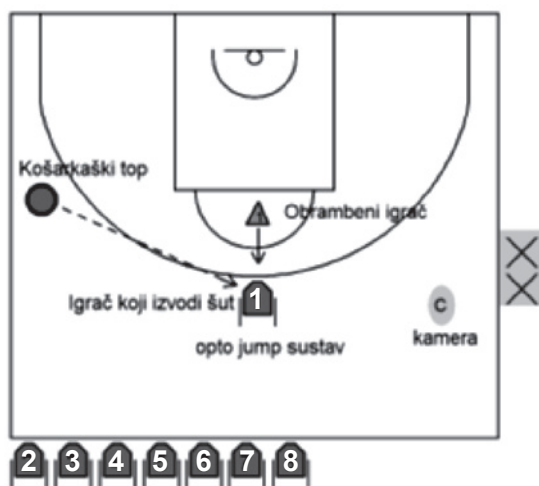 Košarkaški top
Obrambeni igrač
Igrač koji izvodi šut 1
C
opto jump sustav
kamera
2 3 4 5 6 7 8